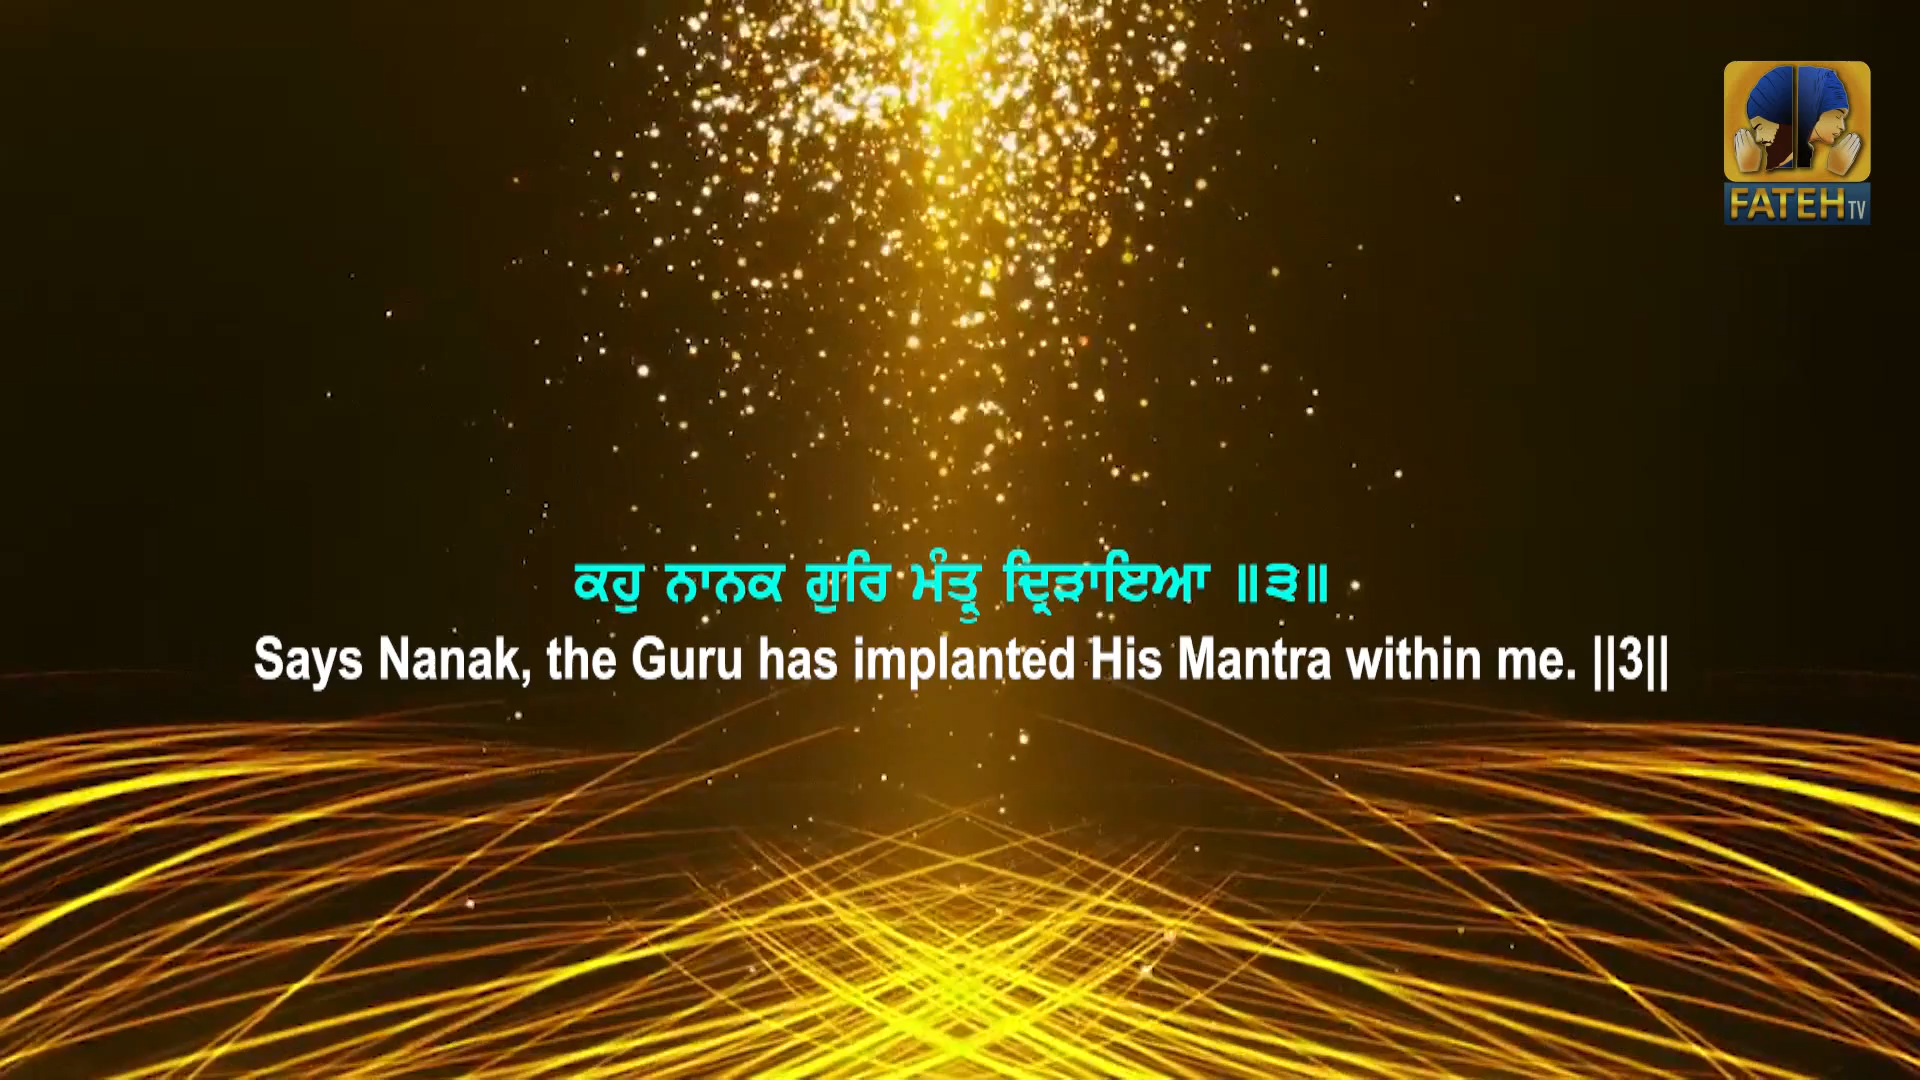 FATEH TV
ਕਹੁ ਨਾਨਕ ਗੁਰਿ ਮੰਤ੍ਰੁ ਦ੍ਰਿੜਾਇਆ ॥੩॥
Says Nanak, the Guru has implanted His Mantra within me. ||3||